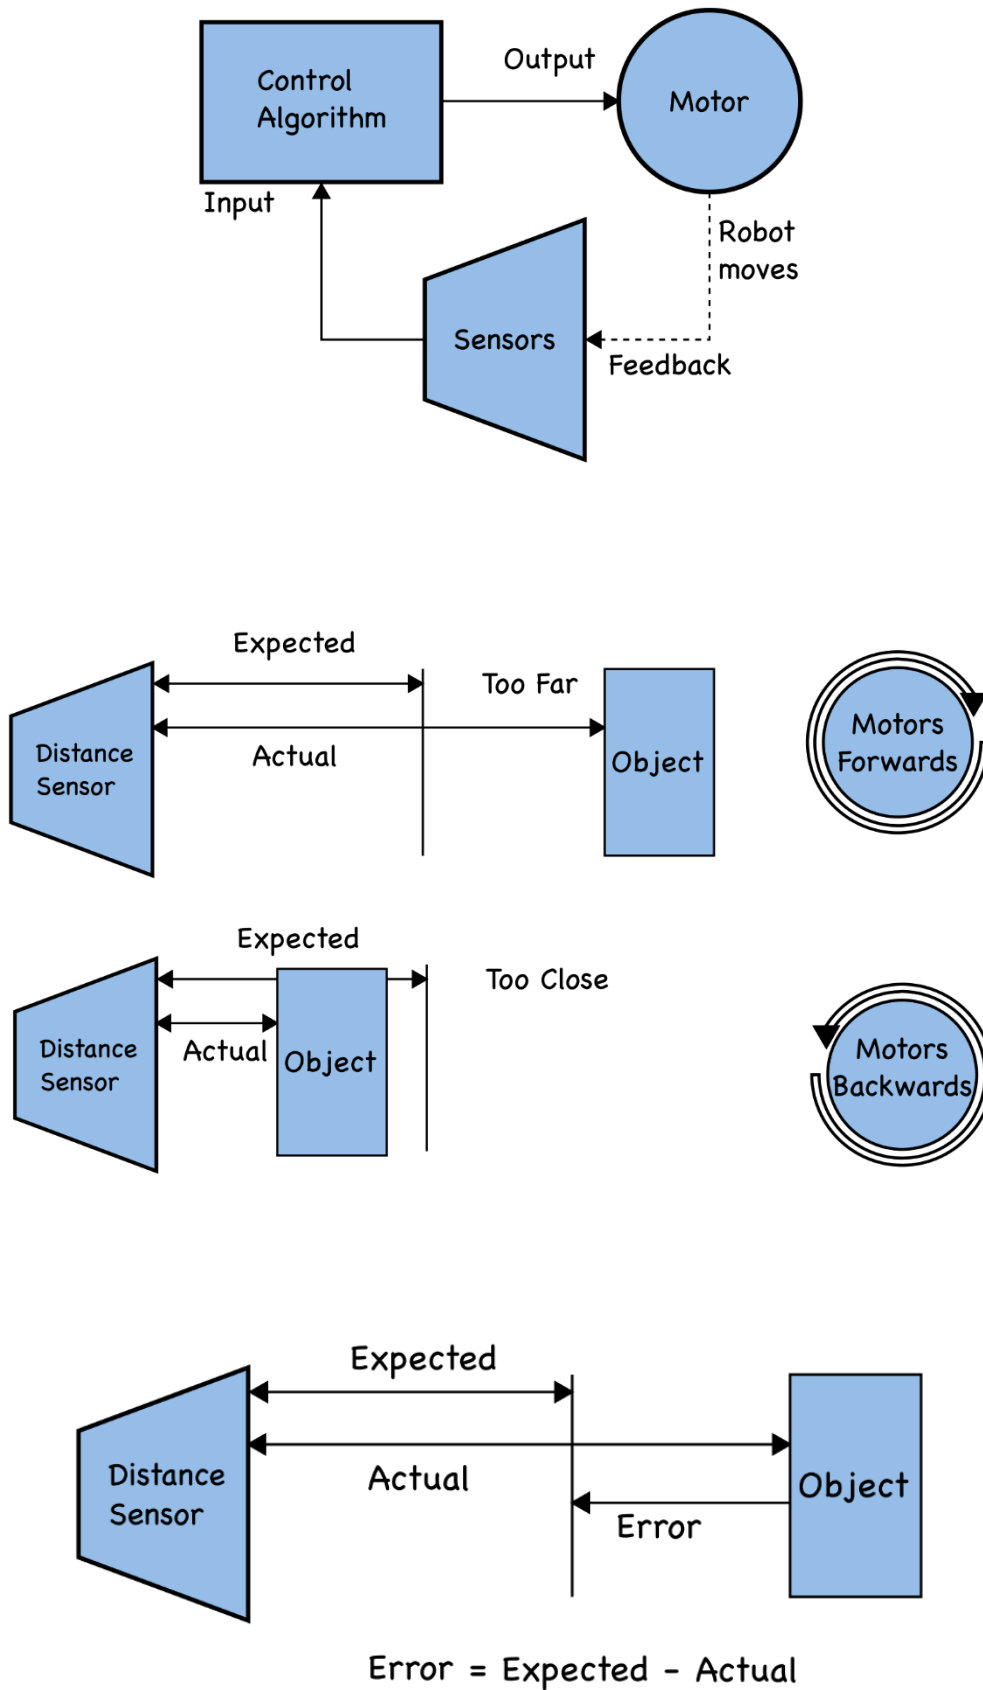 Control
Algorithm
Output
Motor
Input
Robot
moves
Sensors
Feedback
Expected
Too Far
Distance
Sensor
Actual
Object
Motors
Forwards
Expected
Too Close
Distance
Sensor
Actual
Object
Motors
Backwards
Expected
Distance
Sensor
Actual
Object
Error
Error = Expected - Actual